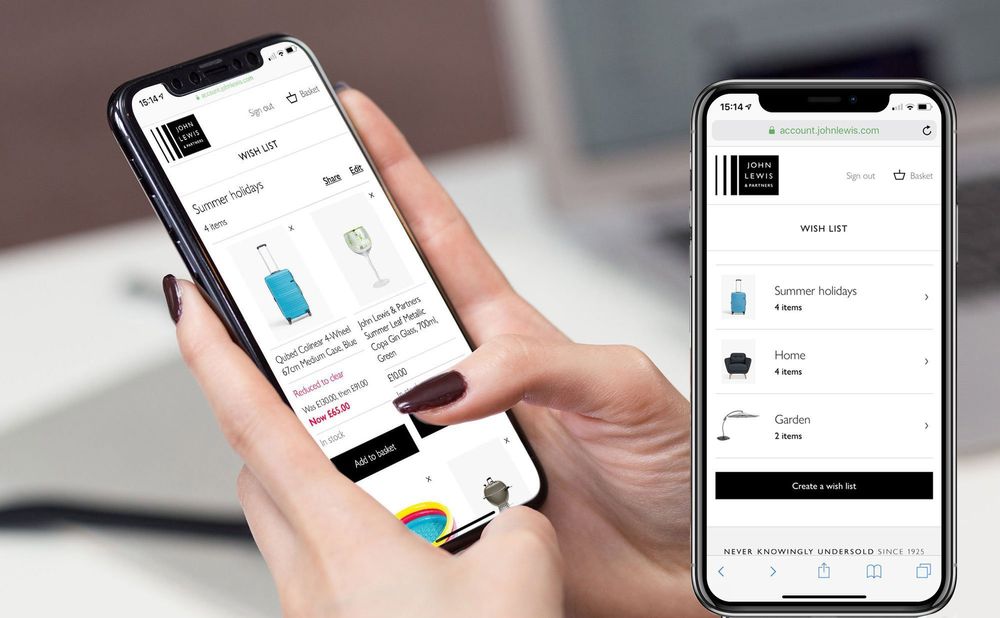 15:14
account.johnlewis.com
JOHN
LEWIS
& PARTNERS
Sign out
Basket
WISH LIST
Summer holidays
4 items
Share
Edit
x
x
Qubed Colinear 4-Wheel
67cm Medium Case, Blue
Reduced to clear
Was £130.00, then £91.00
Now £65.00
In stock
Add to basket
John Lewis & Partners
Summer Leaf Metallic
Copa Gin Glass, 700ml,
Green
£10.00
x
x
15:14
account.johnlewis.com
JOHN
LEWIS
& PARTNERS
Sign out
Basket
WISH LIST
Summer holidays
4 items
Home
4 items
Garden
2 items
Create a wish list
NEVER KNOWINGLY UNDERSOLD SINCE 1925